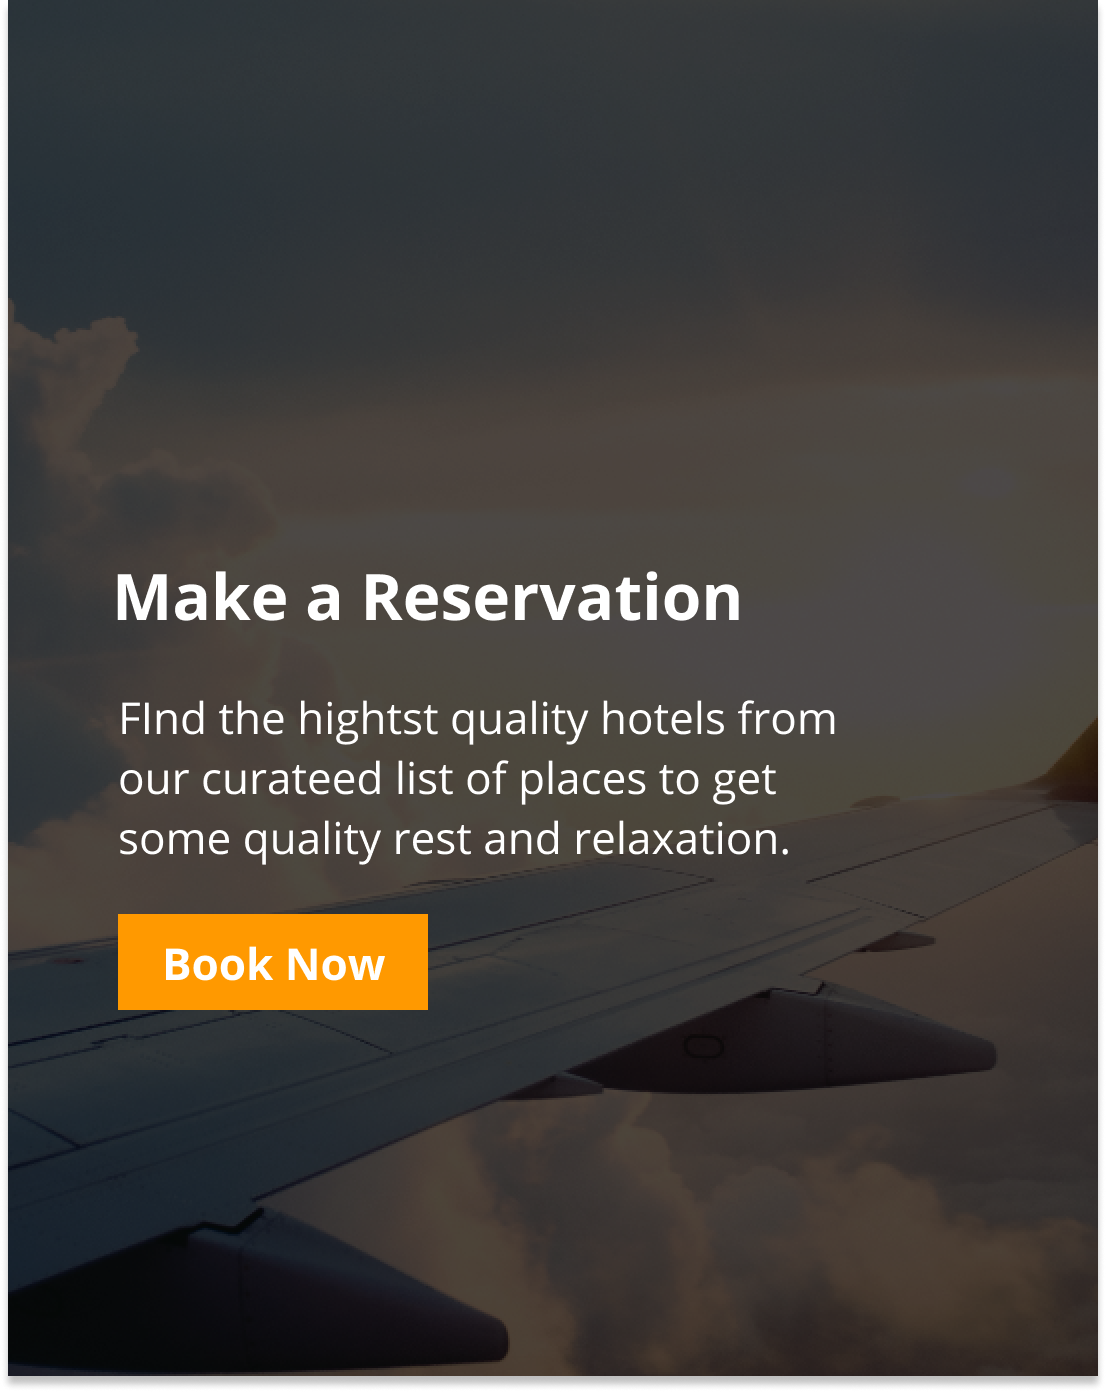 Make a Reservation
FInd the hightst quality hotels from
our curateed list of places to get
some quality rest and relaxation.
Book Now